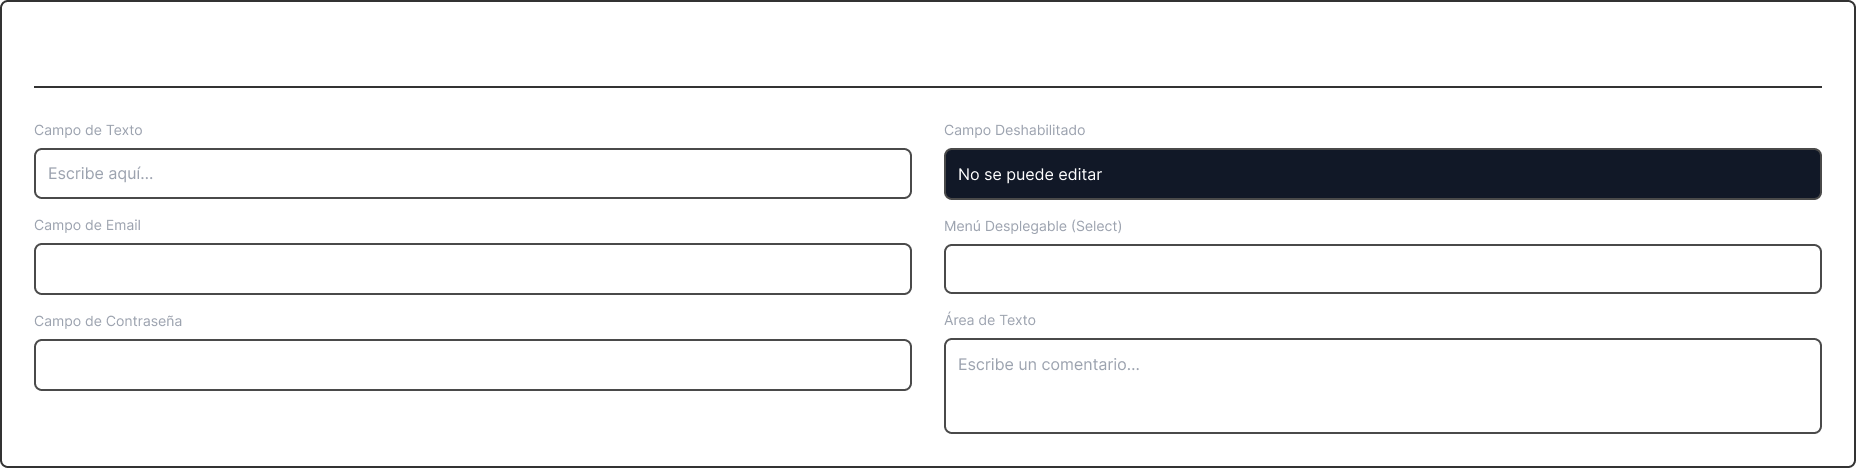 Campo de Texto
Escribe aquí...
Campo de Email
Campo de Contraseña
Campo Deshabilitado
No se puede editar
Menú Desplegable (Select)
Área de Texto
Escribe un comentario...